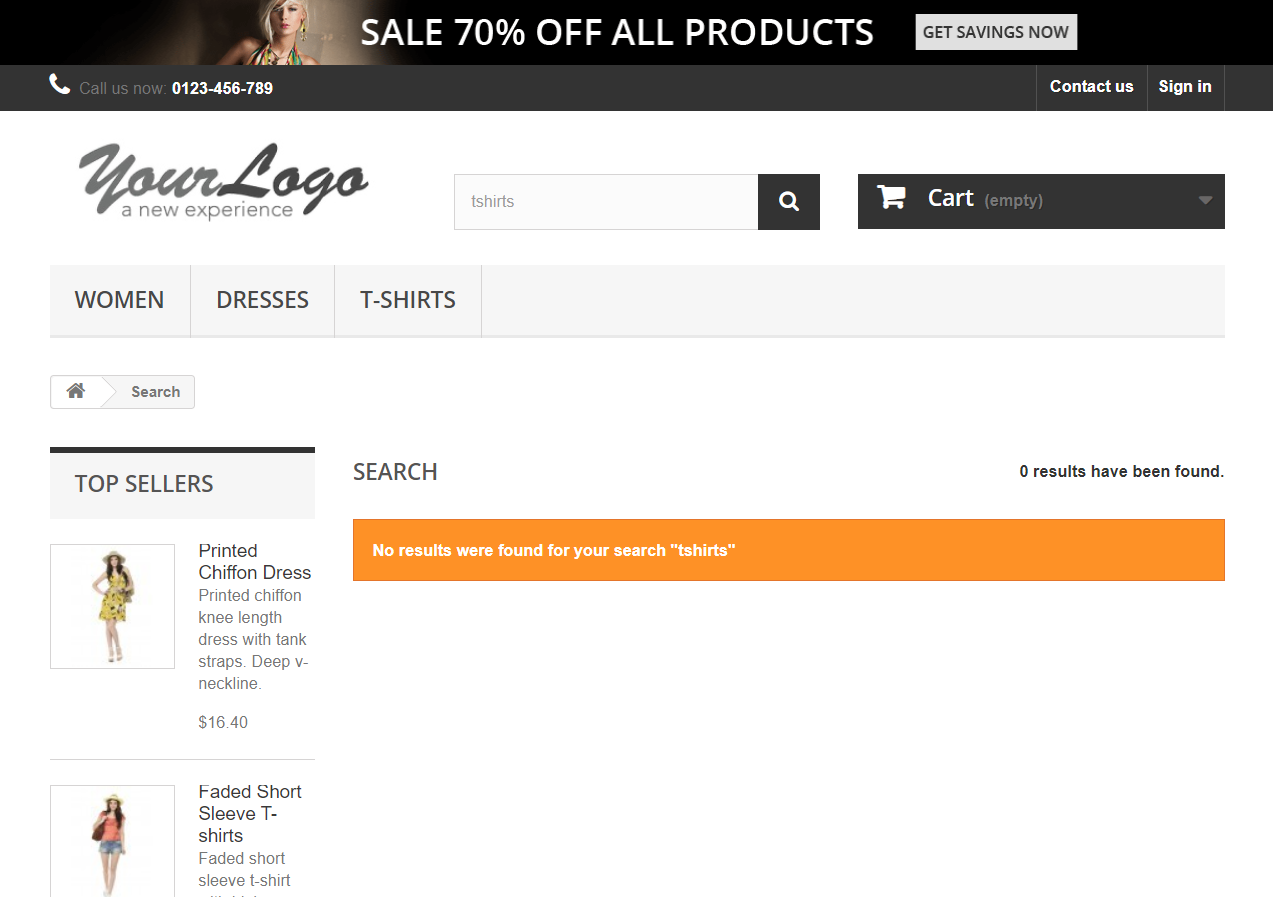 SALE 70% OFF ALL PRODUCTS
GET SAVINGS NOW
Call us now: 0123-456-789
Contact us
Sign in
Your Logo
a new experience
tshirts
Cart (empty)
WOMEN
DRESSES
T-SHIRTS
Search
TOP SELLERS
Printed
Chiffon Dress
Printed chiffon
knee length
dress with tank
straps. Deep v-
neckline.
$16.40
Faded Short
Sleeve T-
shirts
Faded short
sleeve t-shirt
SEARCH
0 results have been found.
No results were found for your search "tshirts"